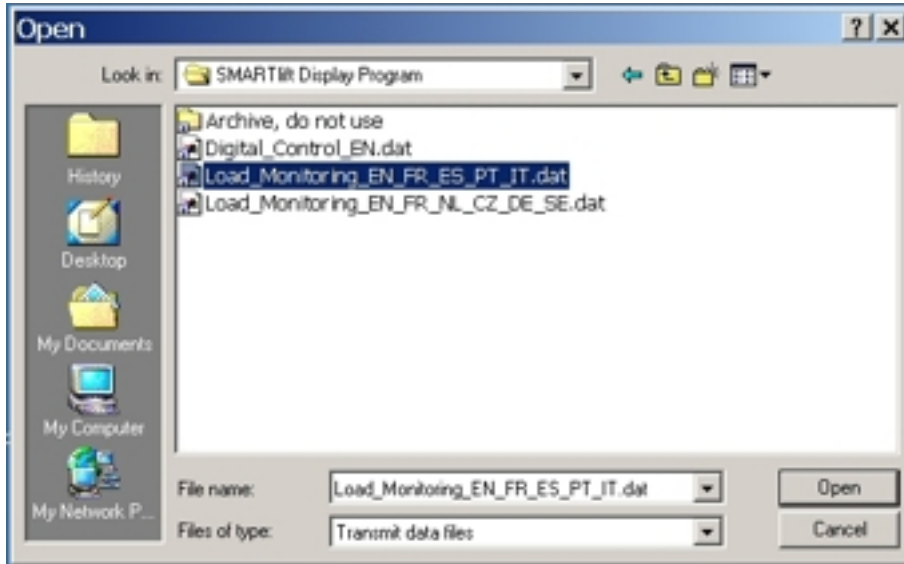 Open
Look in: SMARTlift Display Program
Archive, do not use
Digital_Control_EN.dat
Load_Monitoring_EN_FR_ES_PT_IT.dat
Load_Monitoring_EN_FR_NL_CZ_DE_SE.dat
History
Desktop
My Documents
My Computer
My Network P...
File name: Load_Monitoring_EN_FR_ES_PT_IT.dat Open
Files of type: Transmit data files Cancel